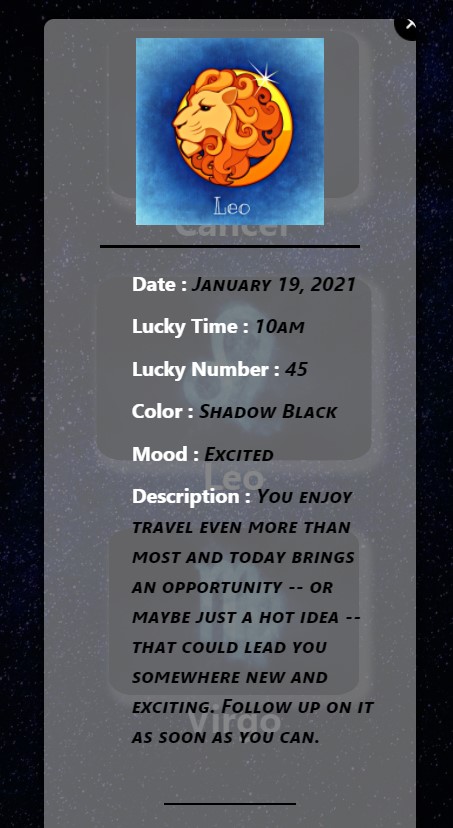 Leo
Cancer
Date : January 19, 2021
Lucky Time : 10am
Lucky Number : 45
Color : Shadow Black
Mood : Excited
Leo
Description : You enjoy
travel even more than
most and today brings
an opportunity -- or
maybe just a hot idea --
that could lead you
somewhere new and
exciting. Follow up on it
Virgo
as soon as you can.